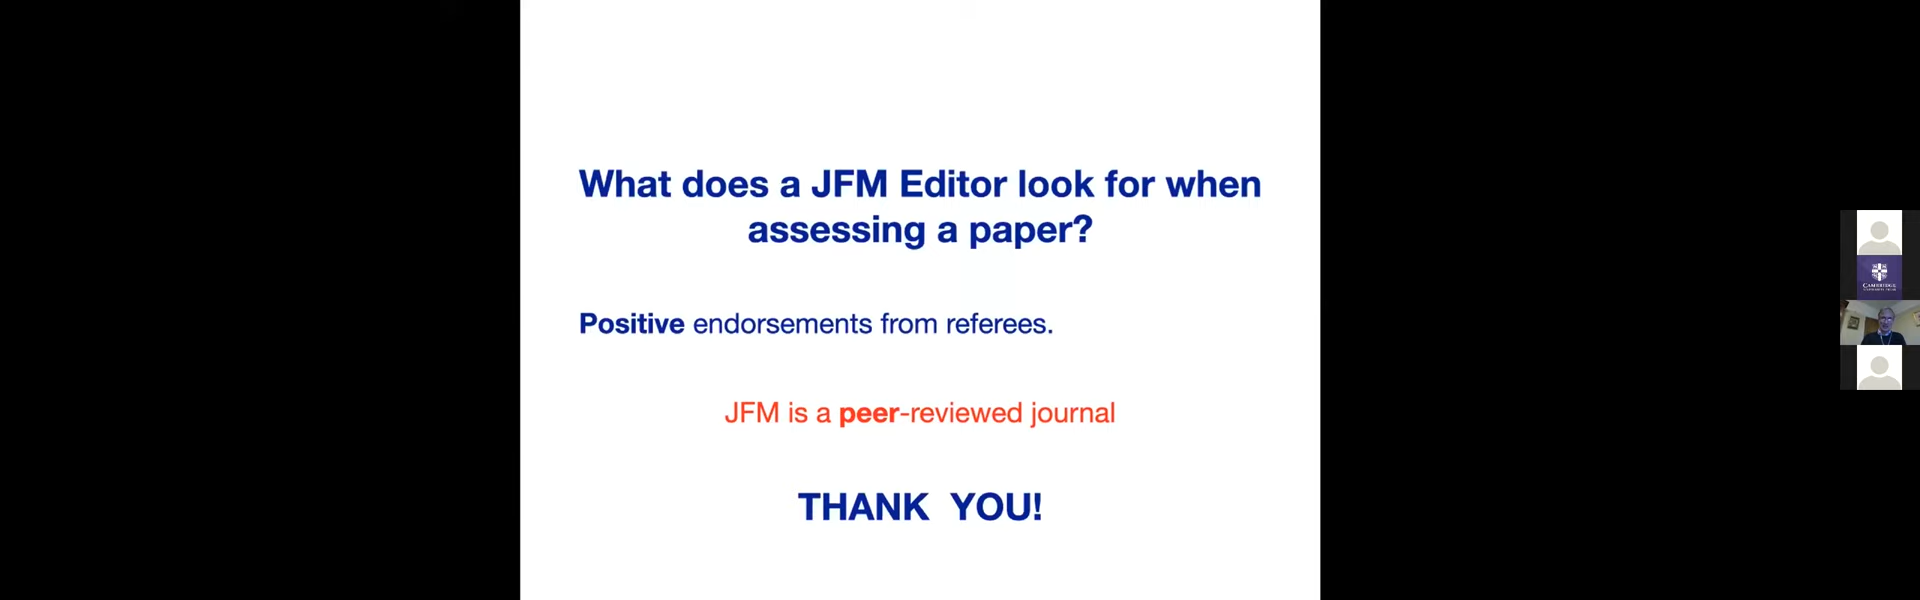 What does a JFM Editor look for when
assessing a paper?
Positive endorsements from referees.
JFM is a peer-reviewed journal
THANK YOU!
CAMBRIDGE